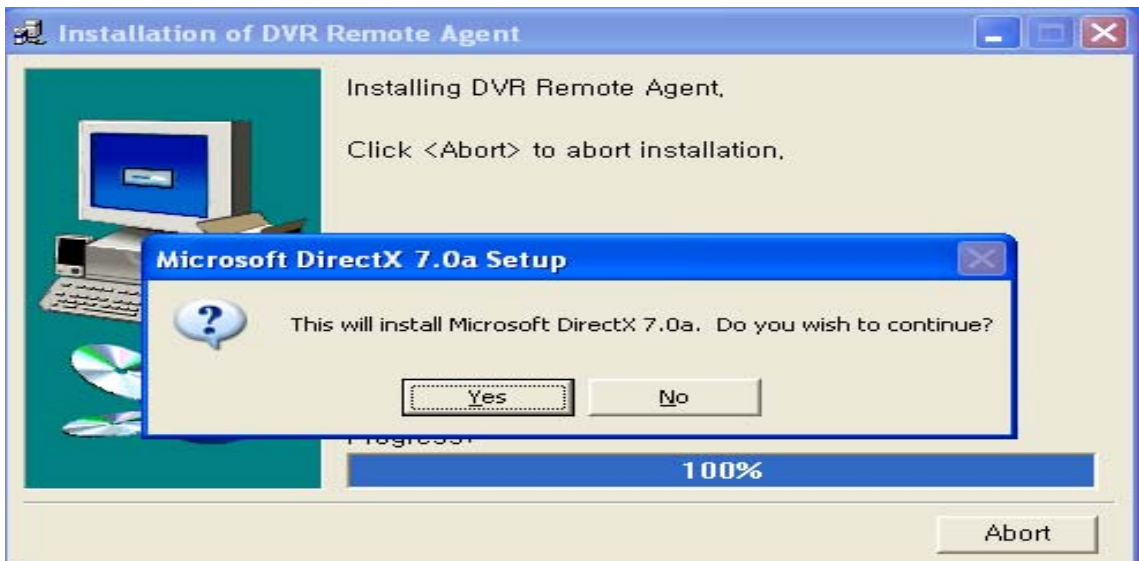 Installation of DVR Remote Agent
Installing DVR Remote Agent,
Click <Abort> to abort installation,
Microsoft DirectX 7.0a Setup
This will install Microsoft DirectX 7.0a. Do you wish to continue?
Yes
No
Progress:
100%
Abort